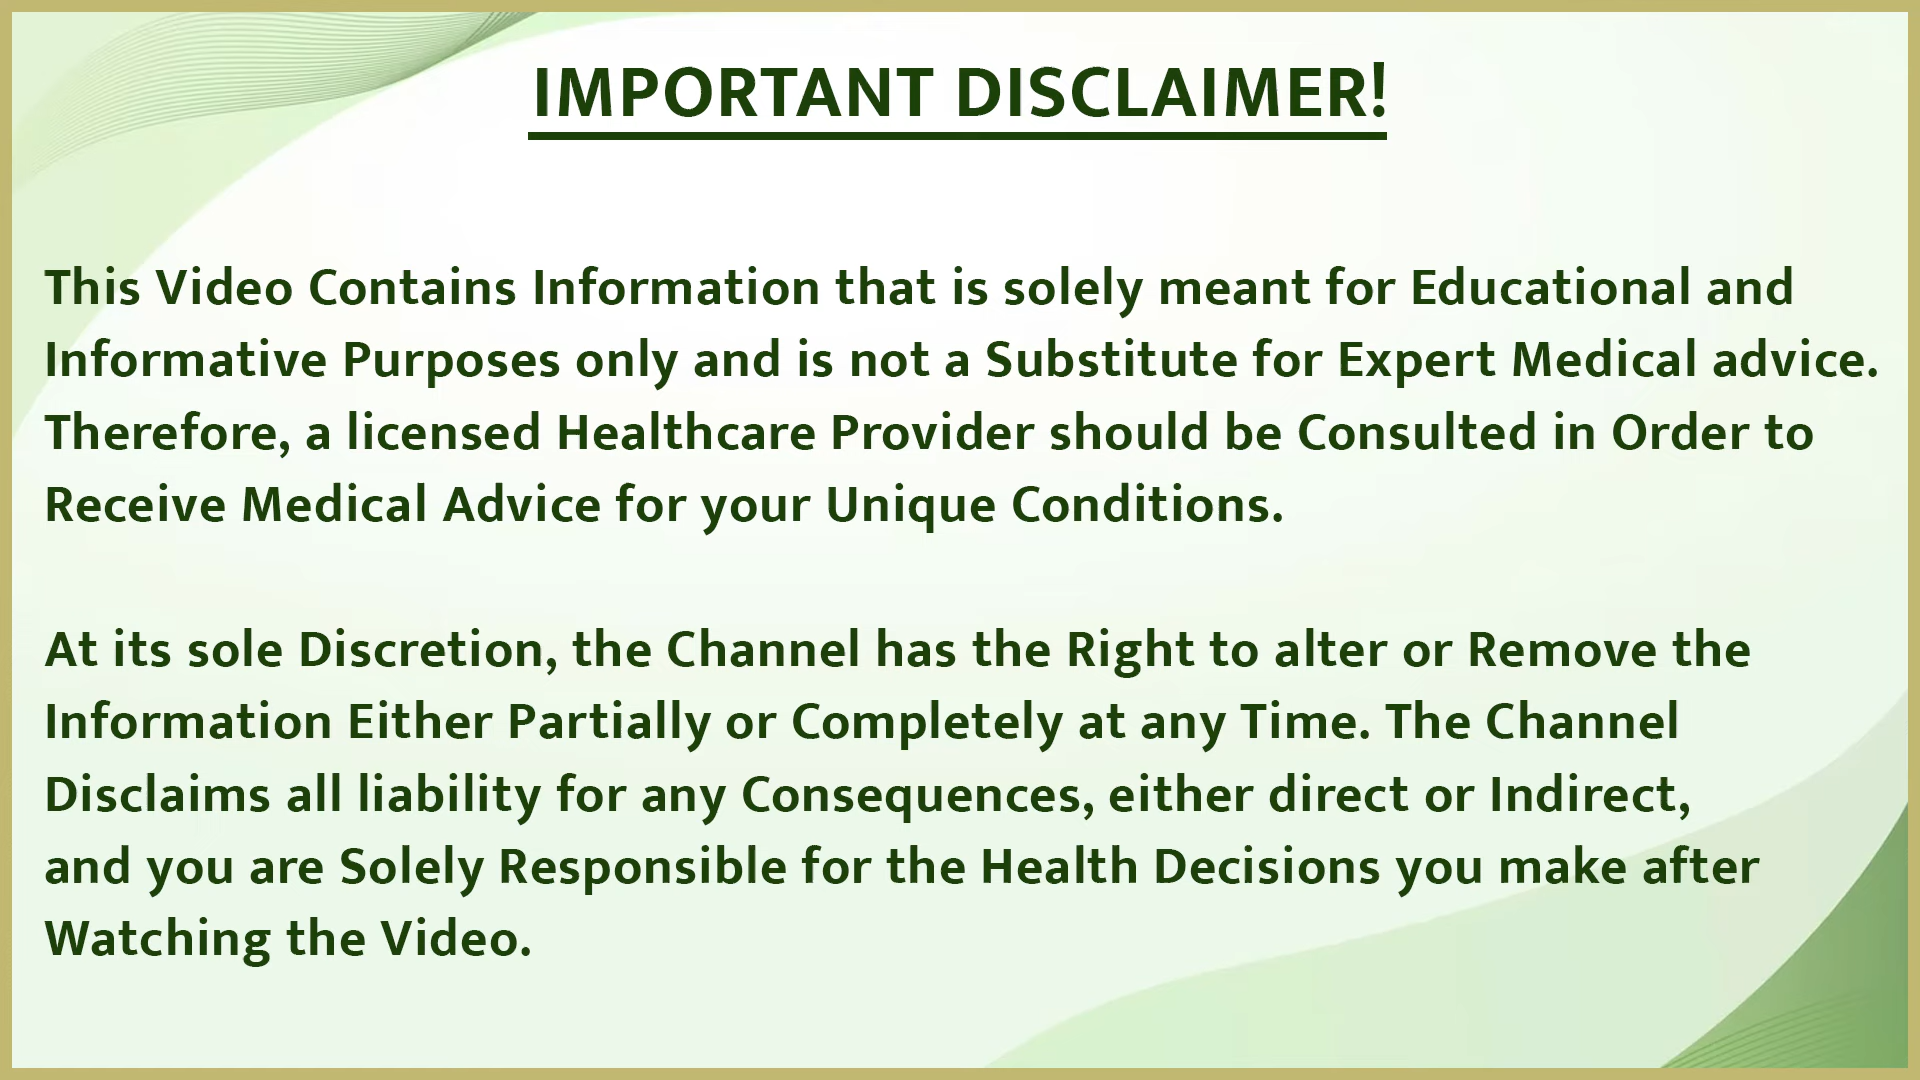 IMPORTANT DISCLAIMER!
This Video Contains Information that is solely meant for Educational and
Informative Purposes only and is not a Substitute for Expert Medical advice.
Therefore, a licensed Healthcare Provider should be Consulted in Order to
Receive Medical Advice for your Unique Conditions.
At its sole Discretion, the Channel has the Right to alter or Remove the
Information Either Partially or Completely at any Time. The Channel
Disclaims all liability for any Consequences, either direct or Indirect,
and you are Solely Responsible for the Health Decisions you make after
Watching the Video.